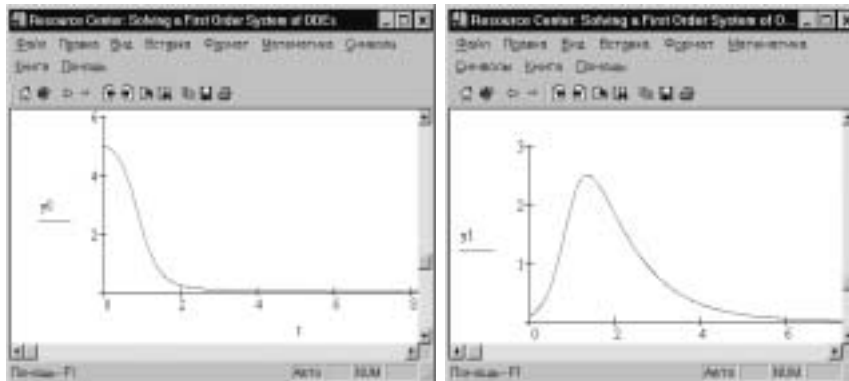 Resource Center: Solving a First Order System of ODEs
Файл Правка Вид Вставка Формат Математика Символы
Книга Помощь
6
4
y0
2
0 2 4 6 8
t
Помощь-F1 Авто NUM
Resource Center: Solving a First Order System of O...
Файл Правка Вид Вставка Формат Математика
Символы Книга Помощь
3
2
y1
1
0 2 4 6
Помощь-F1 Авто NUM